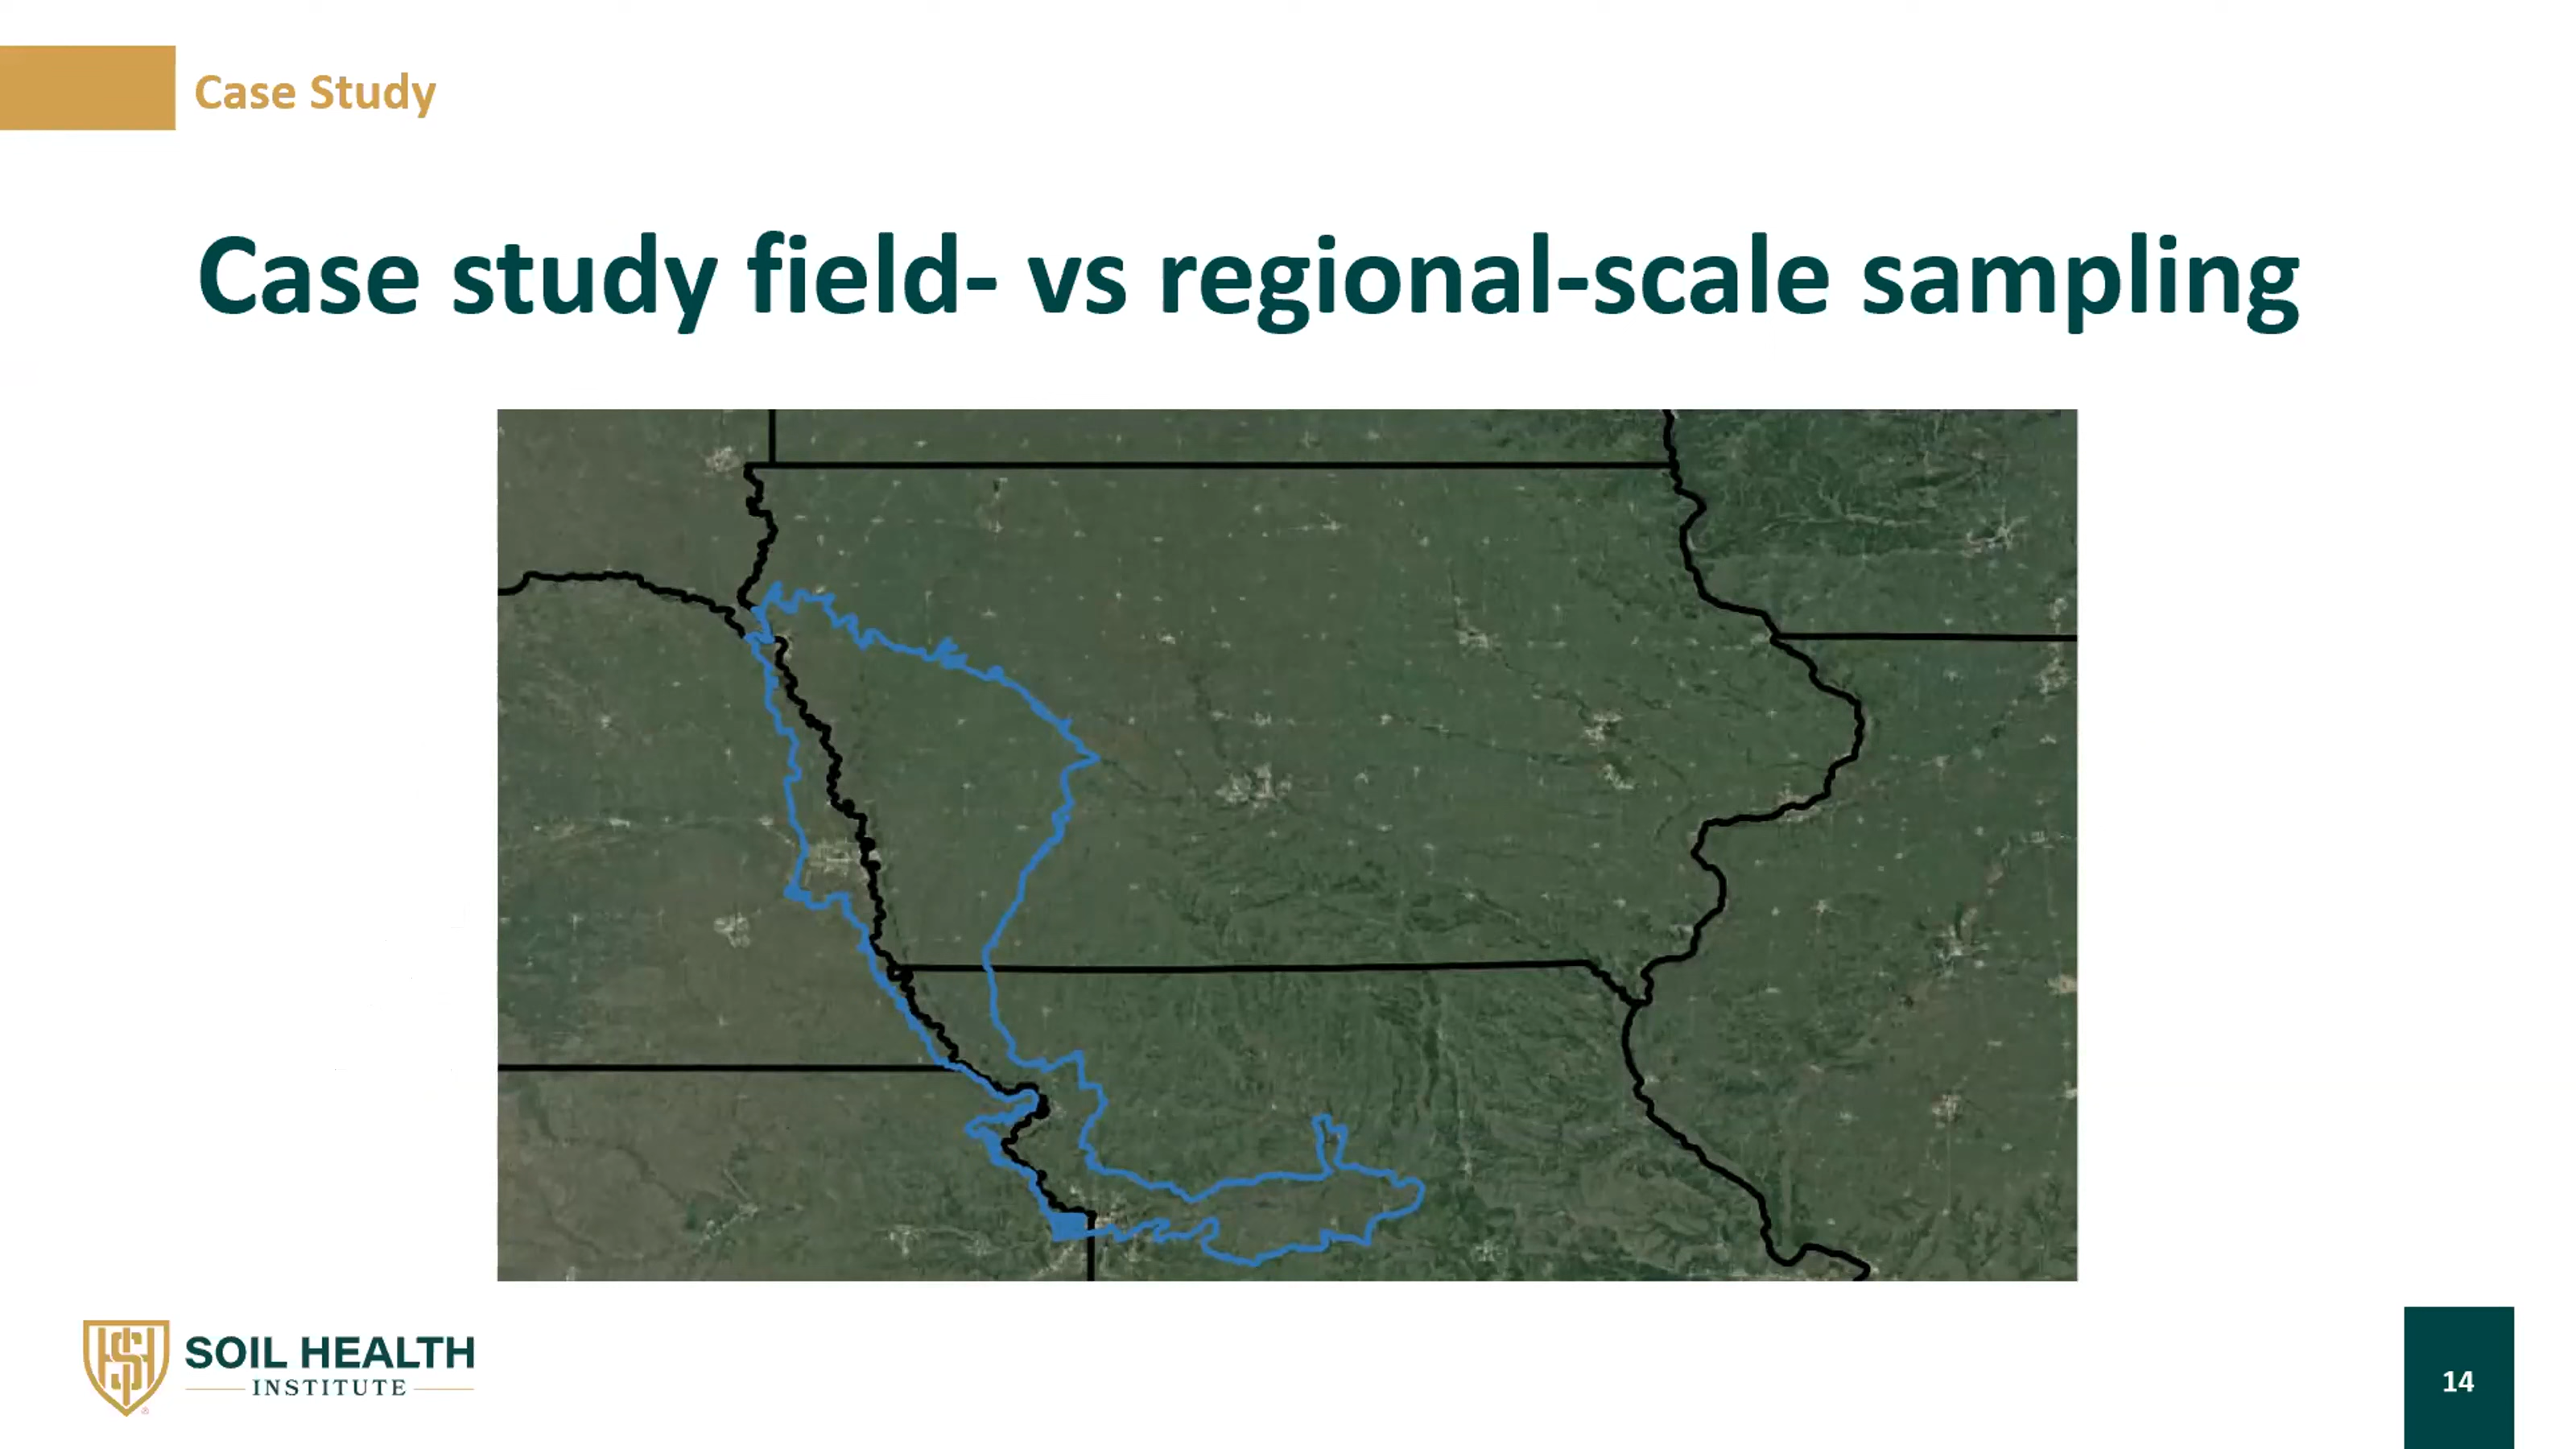 Case Study
Case study field- vs regional-scale sampling
SOIL HEALTH
INSTITUTE
14